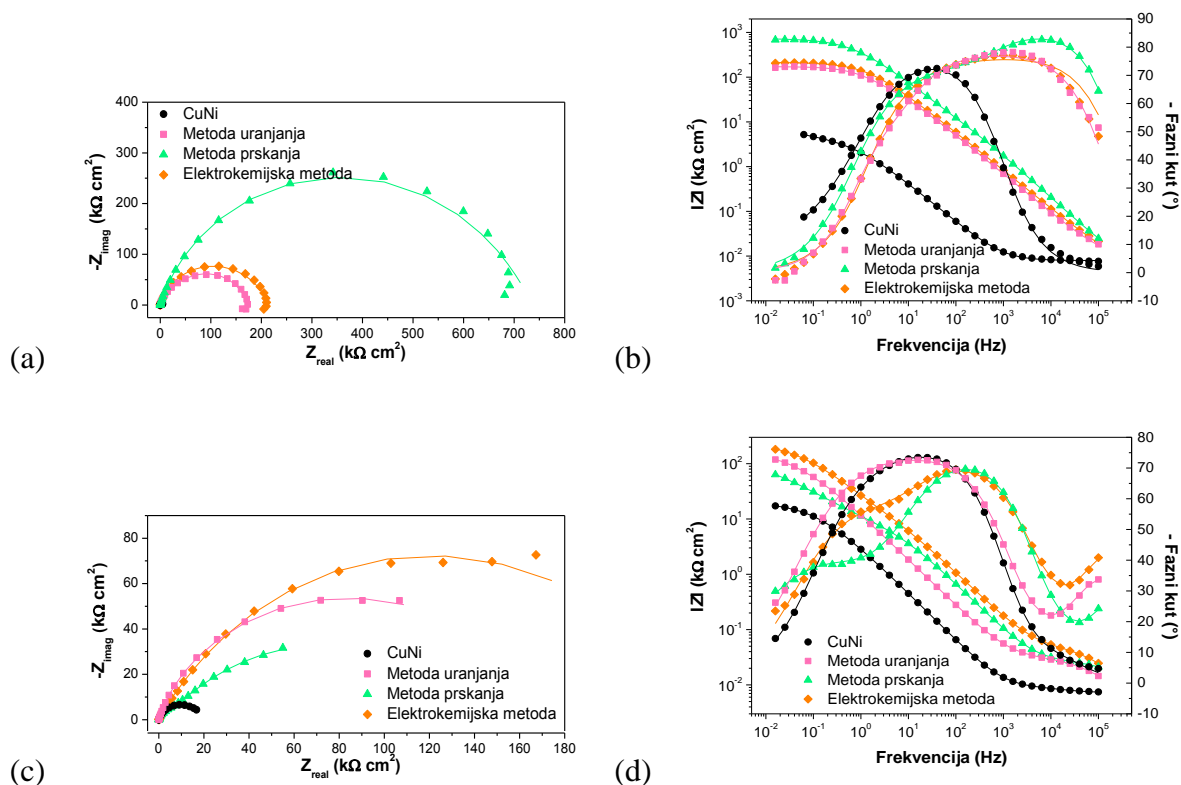 400
300
200
100
0
-Z_imag (kΩ cm²)
CuNi
Metoda uranjanja
Metoda prskanja
Elektrokemijska metoda
0 100 200 300 400 500 600 700 800
Z_real (kΩ cm²)
(a)
10³
10²
10¹
10⁰
10⁻¹
10⁻²
10⁻³
|Z| (kΩ cm²)
90
80
70
60
50
40
30
20
10
0
-10
- Fazni kut (°)
CuNi
Metoda uranjanja
Metoda prskanja
Elektrokemijska metoda
10⁻² 10⁻¹ 10⁰ 10¹ 10² 10³ 10⁴ 10⁵
Frekvencija (Hz)
(b)
80
60
40
20
0
-Z_imag (kΩ cm²)
CuNi
Metoda uranjanja
Metoda prskanja
Elektrokemijska metoda
0 20 40 60 80 100 120 140 160 180
Z_real (kΩ cm²)
(c)
10²
10¹
10⁰
10⁻¹
10⁻²
|Z| (kΩ cm²)
80
70
60
50
40
30
20
10
0
-10
- Fazni kut (°)
CuNi
Metoda uranjanja
Metoda prskanja
Elektrokemijska metoda
10⁻² 10⁻¹ 10⁰ 10¹ 10² 10³ 10⁴ 10⁵
Frekvencija (Hz)
(d)